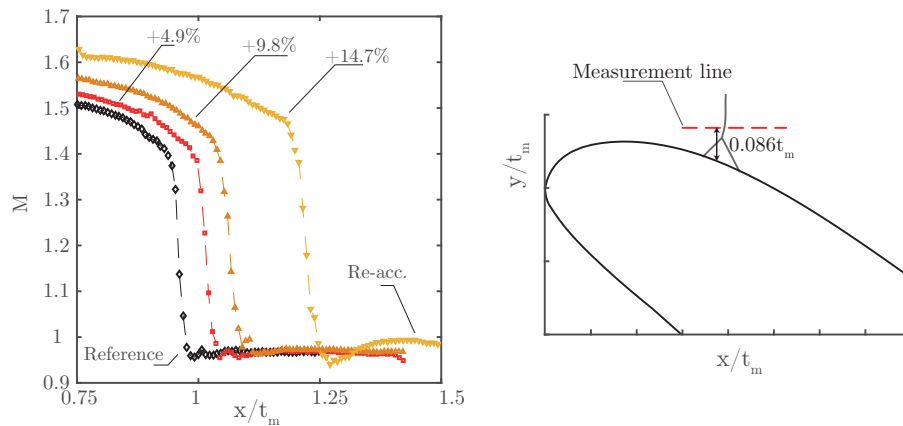 1.7
1.6
1.5
1.4
1.3
1.2
1.1
1
0.9
M
0.75
1
1.25
1.5
x/t_m
+4.9%
+9.8%
+14.7%
Reference
Re-acc.
Measurement line
0.086t_m
y/t_m
x/t_m